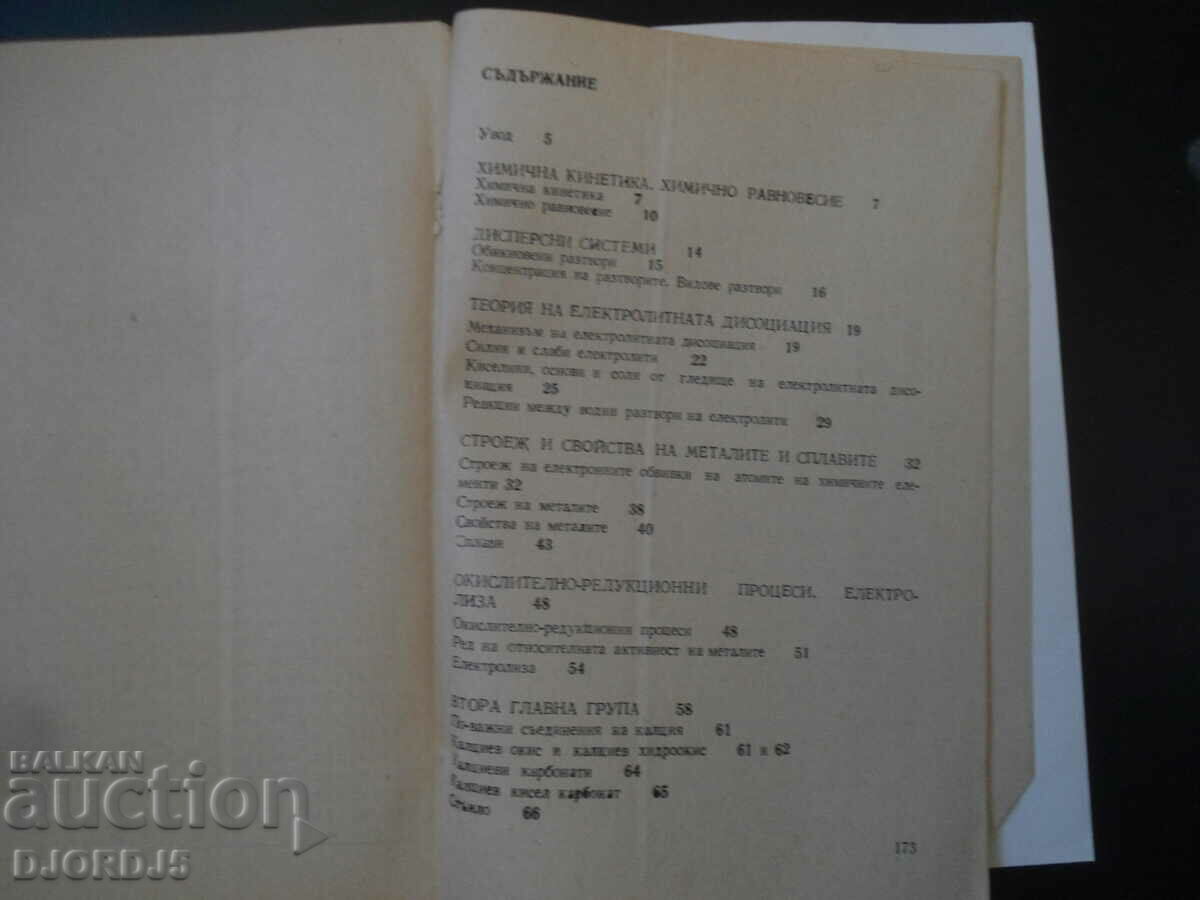 СЪДЪРЖАНИЕ
Увод 5
ХИМИЧНА КИНЕТИКА. ХИМИЧНО РАВНОВЕСИЕ 7
Химична кинетика 7
Химично равновесие 10
ДИСПЕРСНИ СИСТЕМИ 14
Обикновени разтвори 15
Концентрация на разтворите. Видове разтвори 16
ТЕОРИЯ НА ЕЛЕКТРОЛИТНАТА ДИСОЦИАЦИЯ 19
Механизъм на електролитната дисоциация 19
Силни и слаби електролити 22
Киселини, основи и соли от гледище на електролитната дисо-
циация 25
Реакции между водни разтвори на електролити 29
СТРОЕЖ И СВОЙСТВА НА МЕТАЛИТЕ И СПЛАВИТЕ 32
Строеж на електронните обвивки на атомите на химичните еле-
менти 32
Строеж на металите 38
Свойства на металите 40
Сплави 43
ОКИСЛИТЕЛНО-РЕДУКЦИОННИ ПРОЦЕСИ. ЕЛЕКТРО-
ЛИЗА 48
Окислително-редукционни процеси 48
Ред на относителната активност на металите 51
Електролиза 54
ВТОРА ГЛАВНА ГРУПА 58
По-важни съединения на калция 61
Калциев окис и калциев хидроокис 61 и 62
Калциеви карбонати 64
Калциев кисел карбонат 65
Стъкло 66
173
BALKAN
auction
DJORDJ5